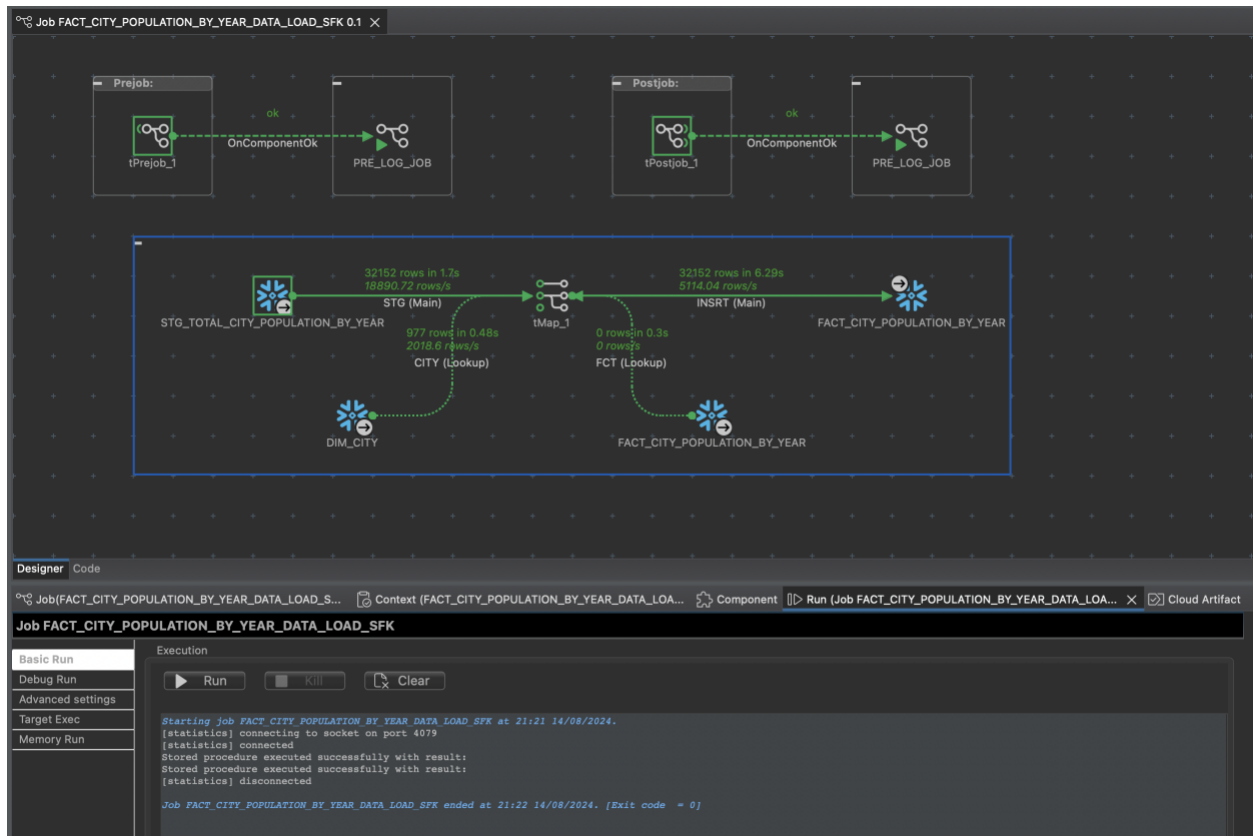 Job FACT_CITY_POPULATION_BY_YEAR_DATA_LOAD_SFK 0.1
Prejob:
Postjob:
ok
OnComponentOk
tPrejob_1
PRE_LOG_JOB
ok
OnComponentOk
tPostjob_1
PRE_LOG_JOB
32152 rows in 1.7s
18890.72 rows/s
STG (Main)
32152 rows in 6.29s
5114.04 rows/s
INSRT (Main)
STG_TOTAL_CITY_POPULATION_BY_YEAR
tMap_1
FACT_CITY_POPULATION_BY_YEAR
977 rows in 0.48s
2018.6 rows/s
CITY (Lookup)
0 rows in 0.3s
0 rows/s
FCT (Lookup)
DIM_CITY
FACT_CITY_POPULATION_BY_YEAR
Designer Code
Job(FACT_CITY_POPULATION_BY_YEAR_DATA_LOAD_S... Context (FACT_CITY_POPULATION_BY_YEAR_DATA_LOA... Component Run (Job FACT_CITY_POPULATION_BY_YEAR_DATA_LOA... Cloud Artifact
Job FACT_CITY_POPULATION_BY_YEAR_DATA_LOAD_SFK
Basic Run
Debug Run
Advanced settings
Target Exec
Memory Run
Execution
Run Kill Clear
Starting job FACT_CITY_POPULATION_BY_YEAR_DATA_LOAD_SFK at 21:21 14/08/2024.
[statistics] connecting to socket on port 4079
[statistics] connected
Stored procedure executed successfully with result:
Stored procedure executed successfully with result:
[statistics] disconnected
Job FACT_CITY_POPULATION_BY_YEAR_DATA_LOAD_SFK ended at 21:22 14/08/2024. [Exit code = 0]